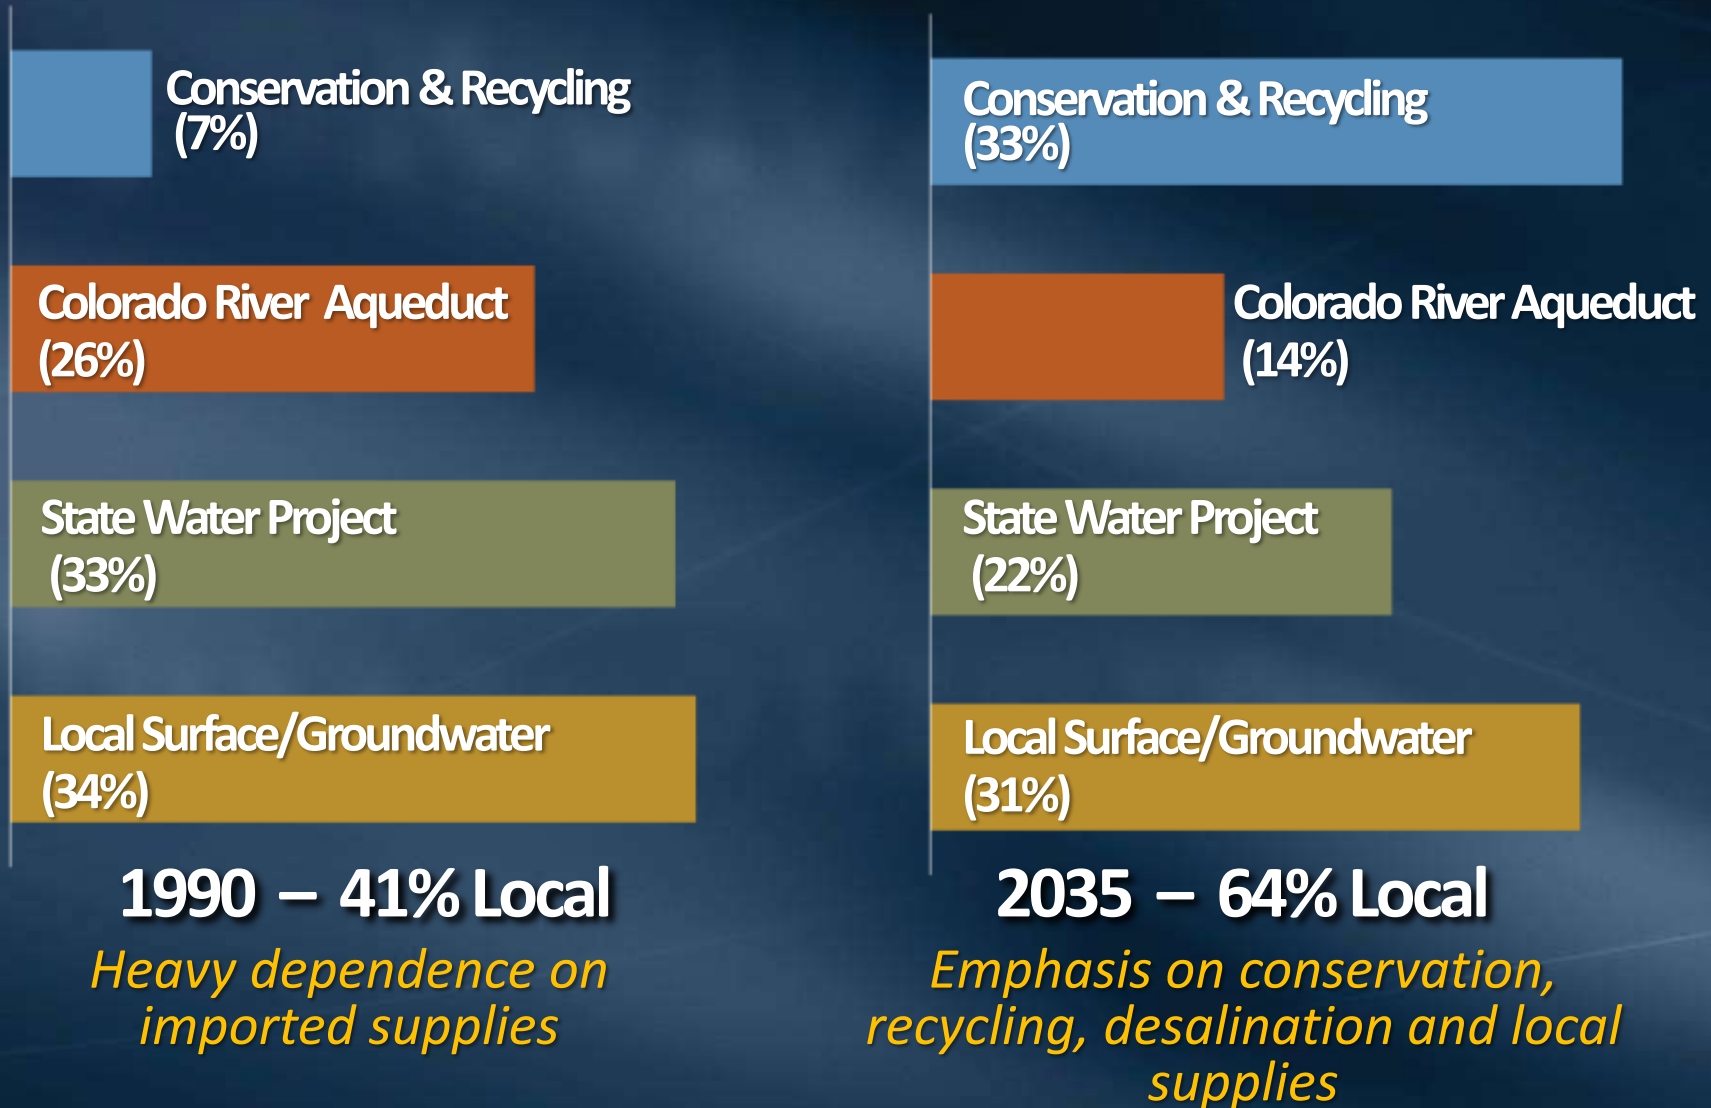 Conservation & Recycling
(7%)
Colorado River Aqueduct
(26%)
State Water Project
(33%)
Local Surface/Groundwater
(34%)
1990 – 41% Local
Heavy dependence on
imported supplies
Conservation & Recycling
(33%)
Colorado River Aqueduct
(14%)
State Water Project
(22%)
Local Surface/Groundwater
(31%)
2035 – 64% Local
Emphasis on conservation,
recycling, desalination and local
supplies